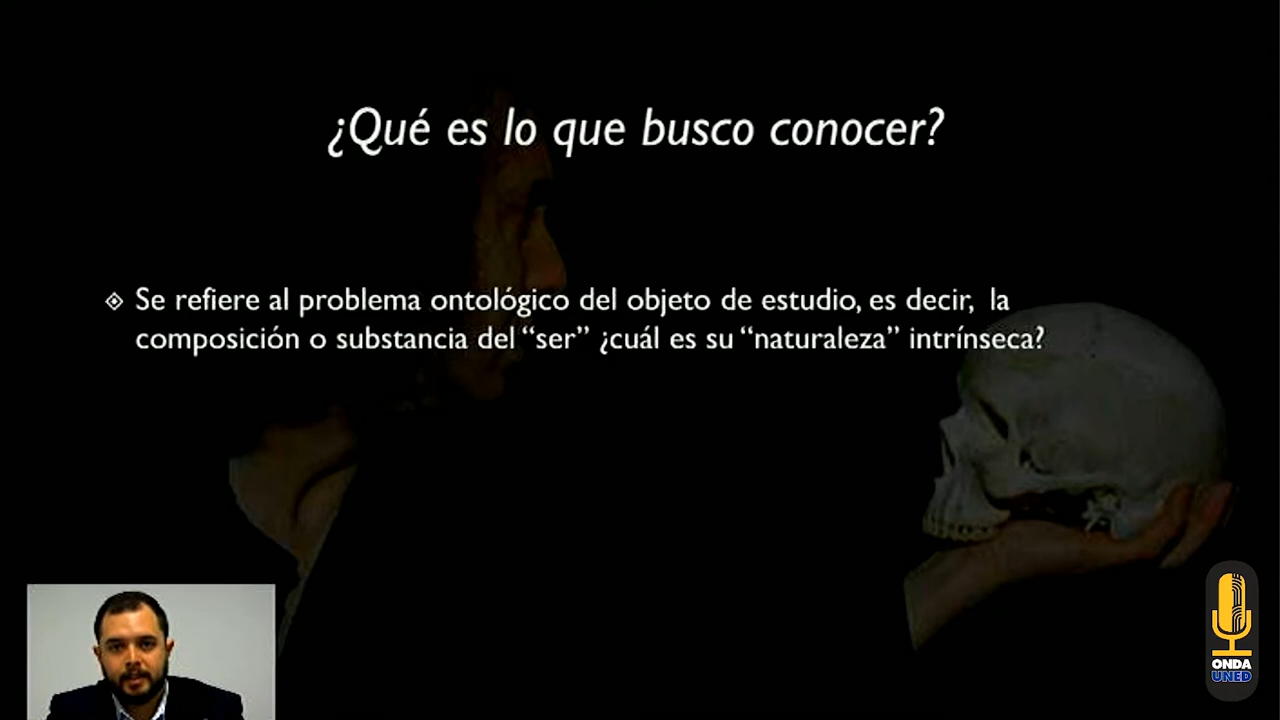 ¿Qué es lo que busco conocer?
Se refiere al problema ontológico del objeto de estudio, es decir, la
composición o substancia del “ser” ¿cuál es su “naturaleza” intrínseca?
ONDA
UNED